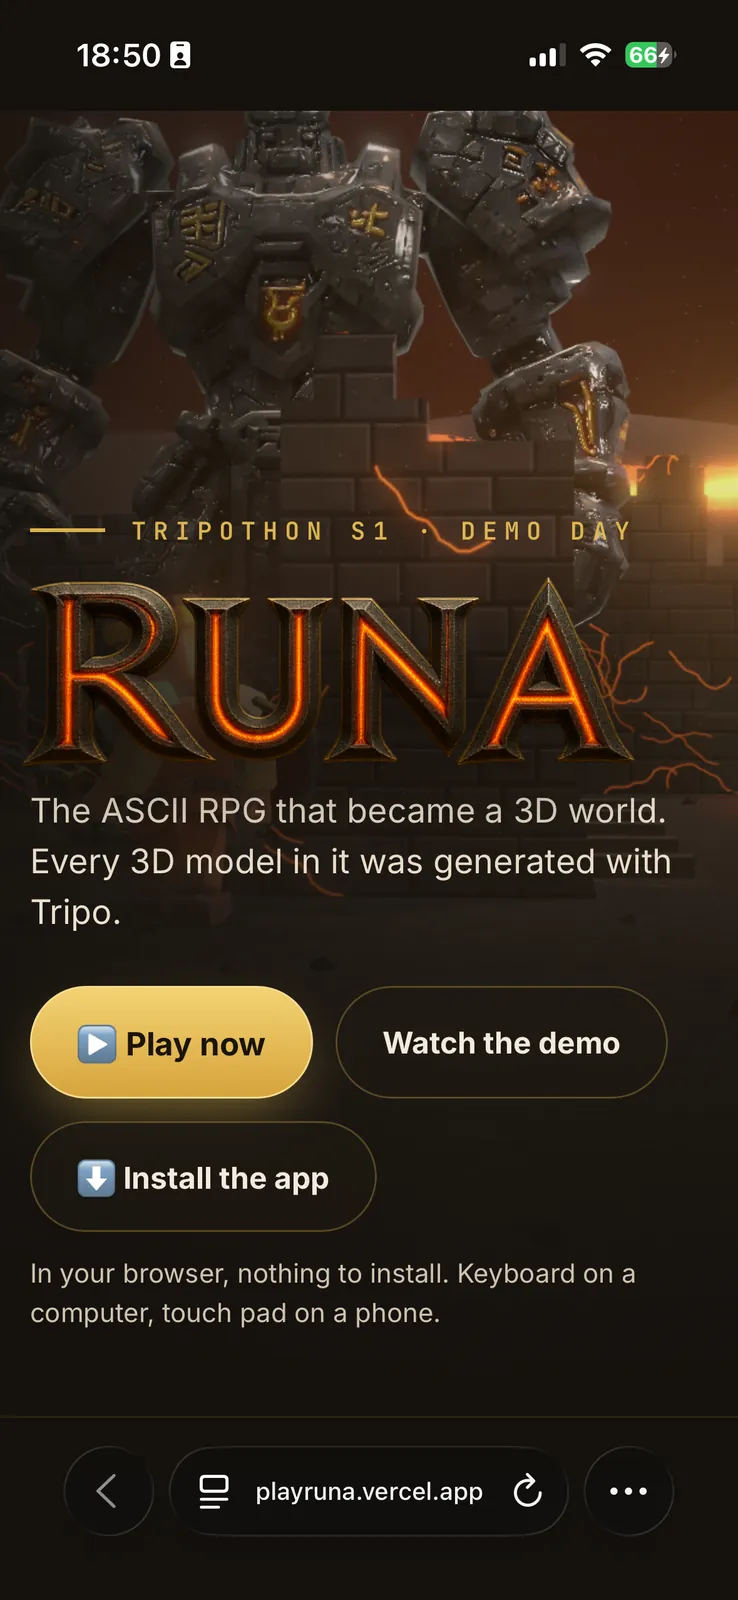 18:50
66
TRIPOTHON S1 · DEMO DAY
RUNA
The ASCII RPG that became a 3D world.
Every 3D model in it was generated with
Tripo.
Play now
Watch the demo
Install the app
In your browser, nothing to install. Keyboard on a
computer, touch pad on a phone.
playruna.vercel.app